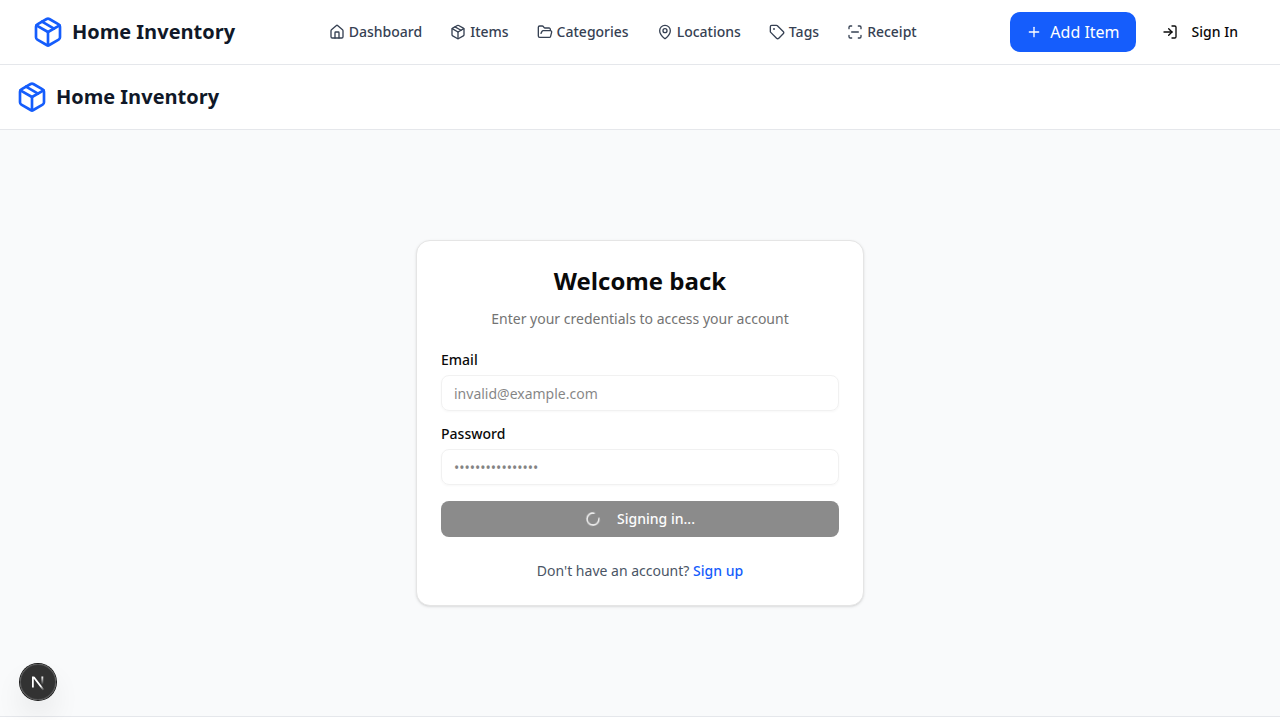 Home Inventory
Dashboard
Items
Categories
Locations
Tags
Receipt
Add Item
Sign In
Home Inventory
Welcome back
Enter your credentials to access your account
Email
invalid@example.com
Password
••••••••••••••••
Signing in...
Don't have an account? Sign up
N